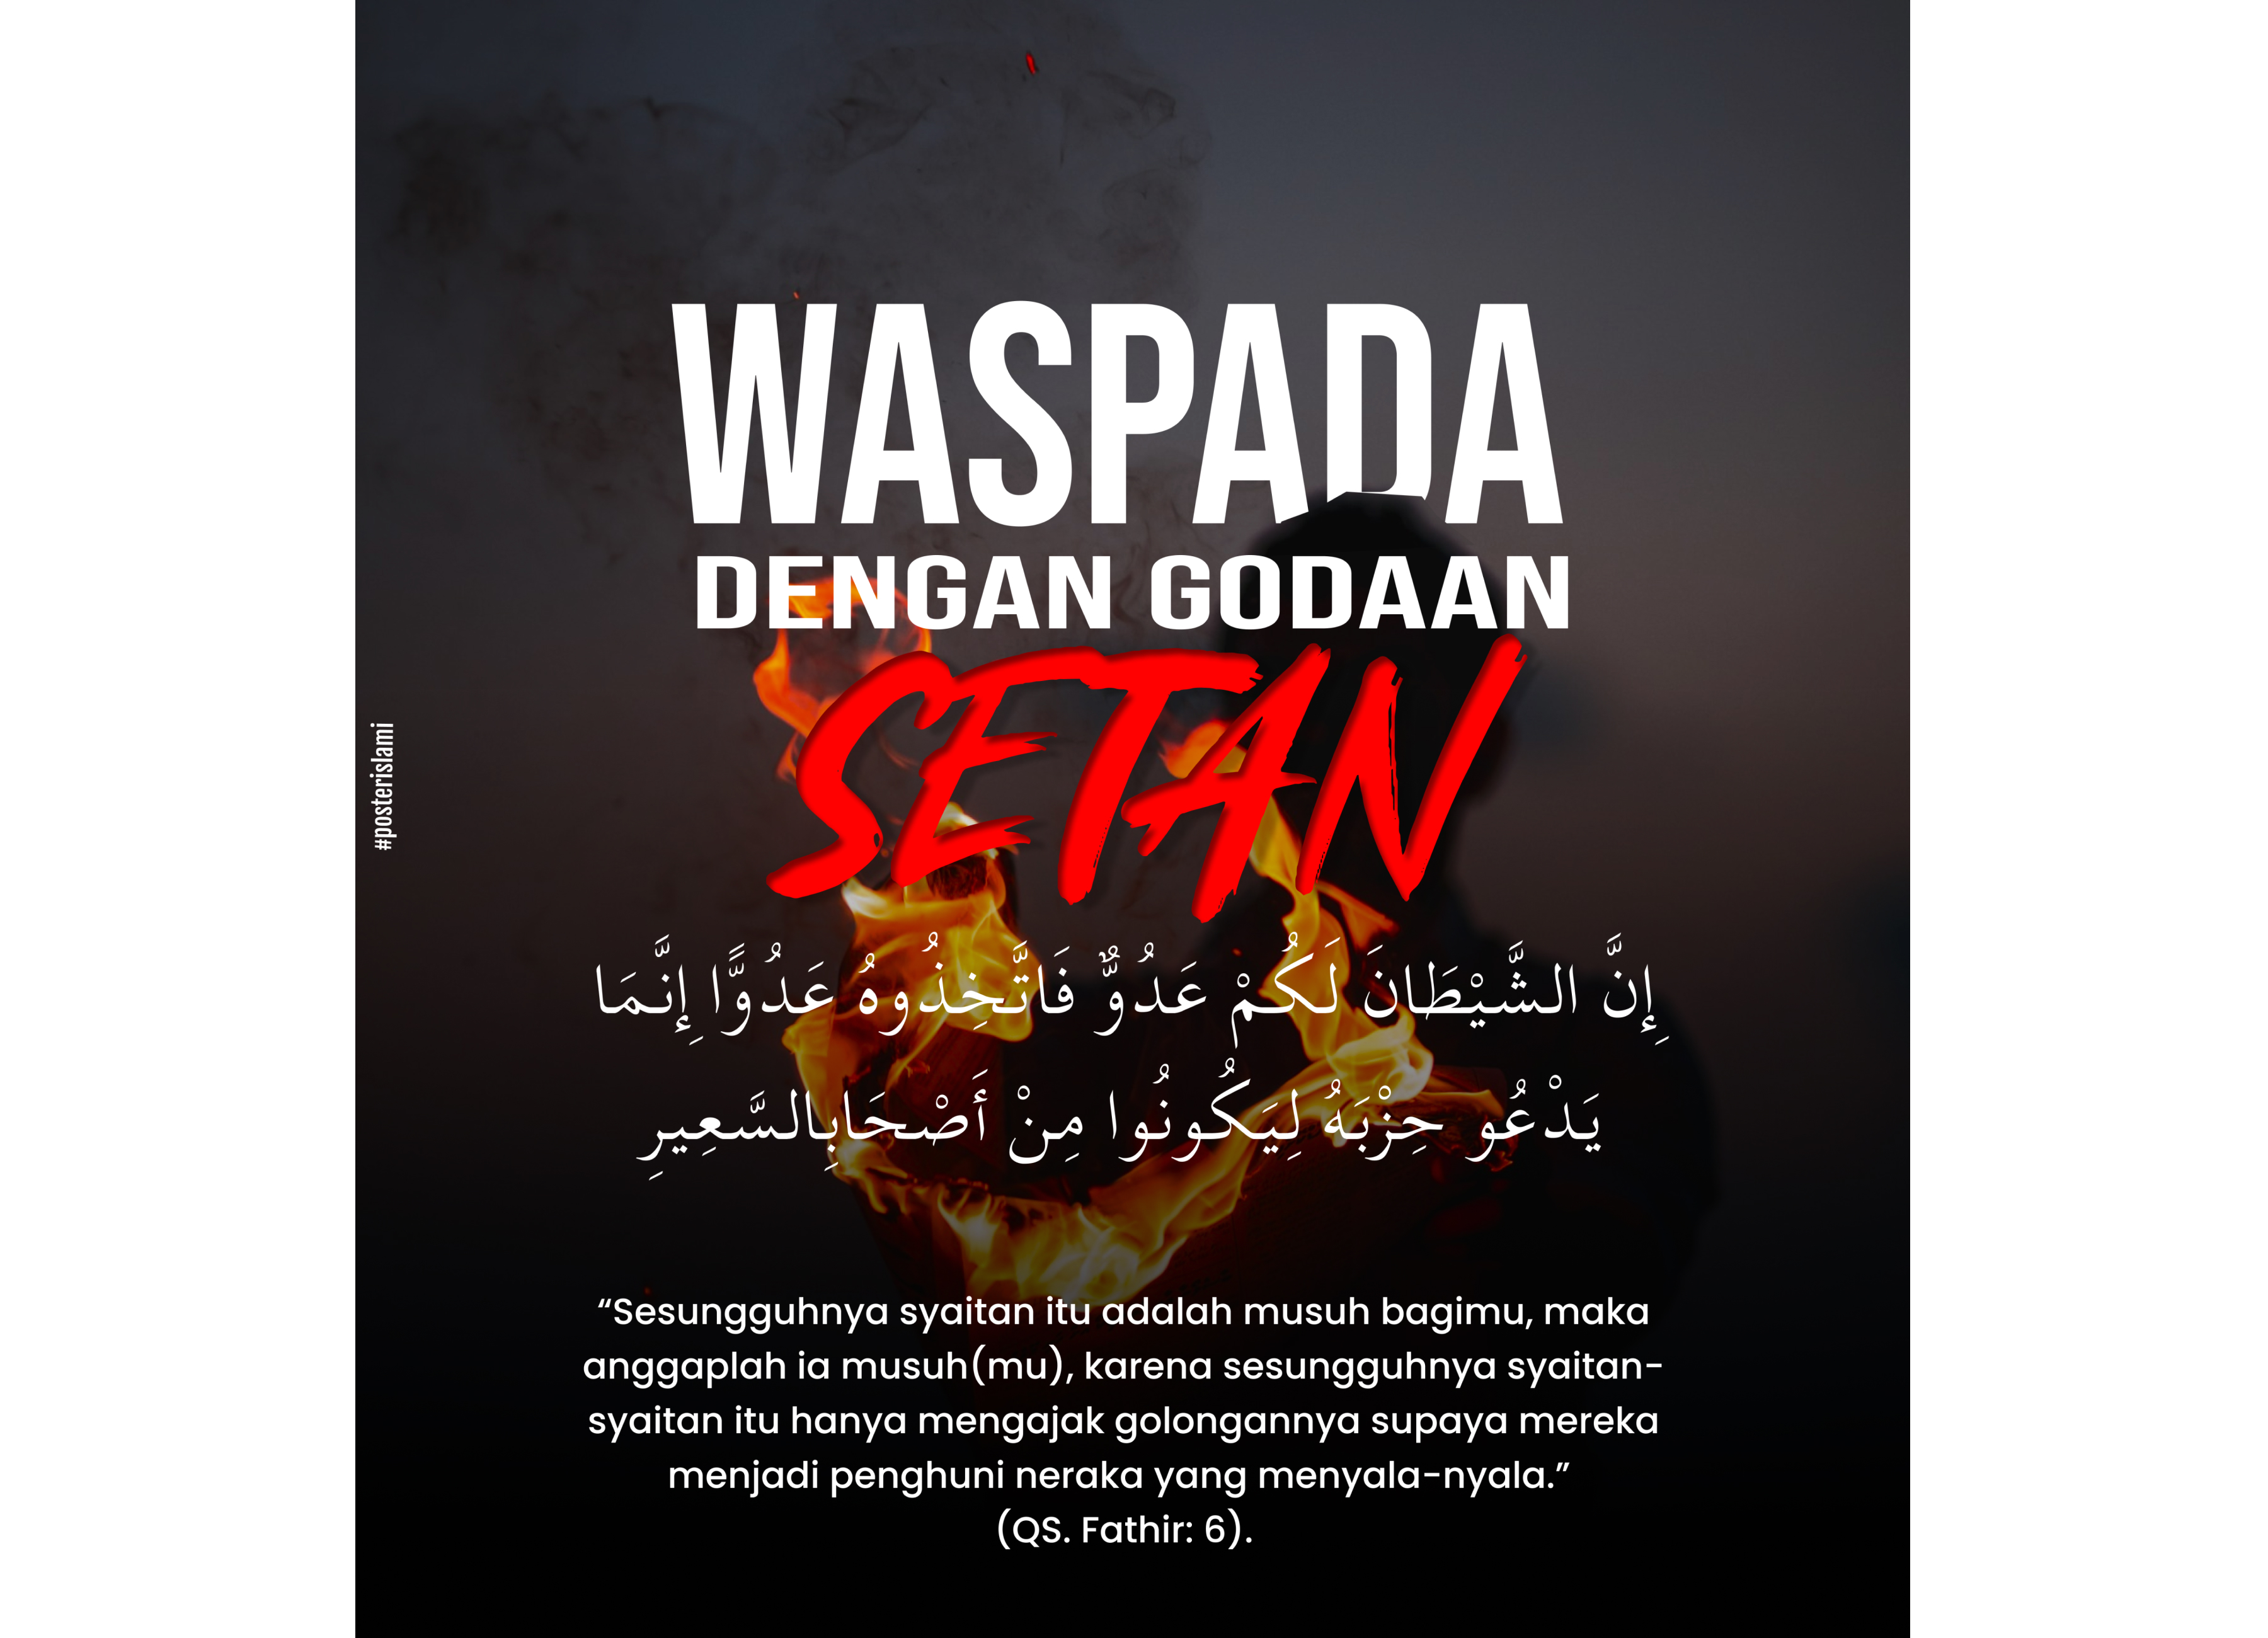 WASPADA
DENGAN GODAAN
SETAN
#posterislami
ِإِنَّ الشَّيْطَانَ لَكُمْ عَدُوٌّ فَاتَّخِذُوهُ عَدُوًّا إِنَّمَا
يَدْعُو حِزْبَهُ لِيَكُونُوا مِنْ أَصْحَابِالسَّعِيرِ
“Sesungguhnya syaitan itu adalah musuh bagimu, maka
anggaplah ia musuh(mu), karena sesungguhnya syaitan-
syaitan itu hanya mengajak golongannya supaya mereka
menjadi penghuni neraka yang menyala-nyala.”
(QS. Fathir: 6).